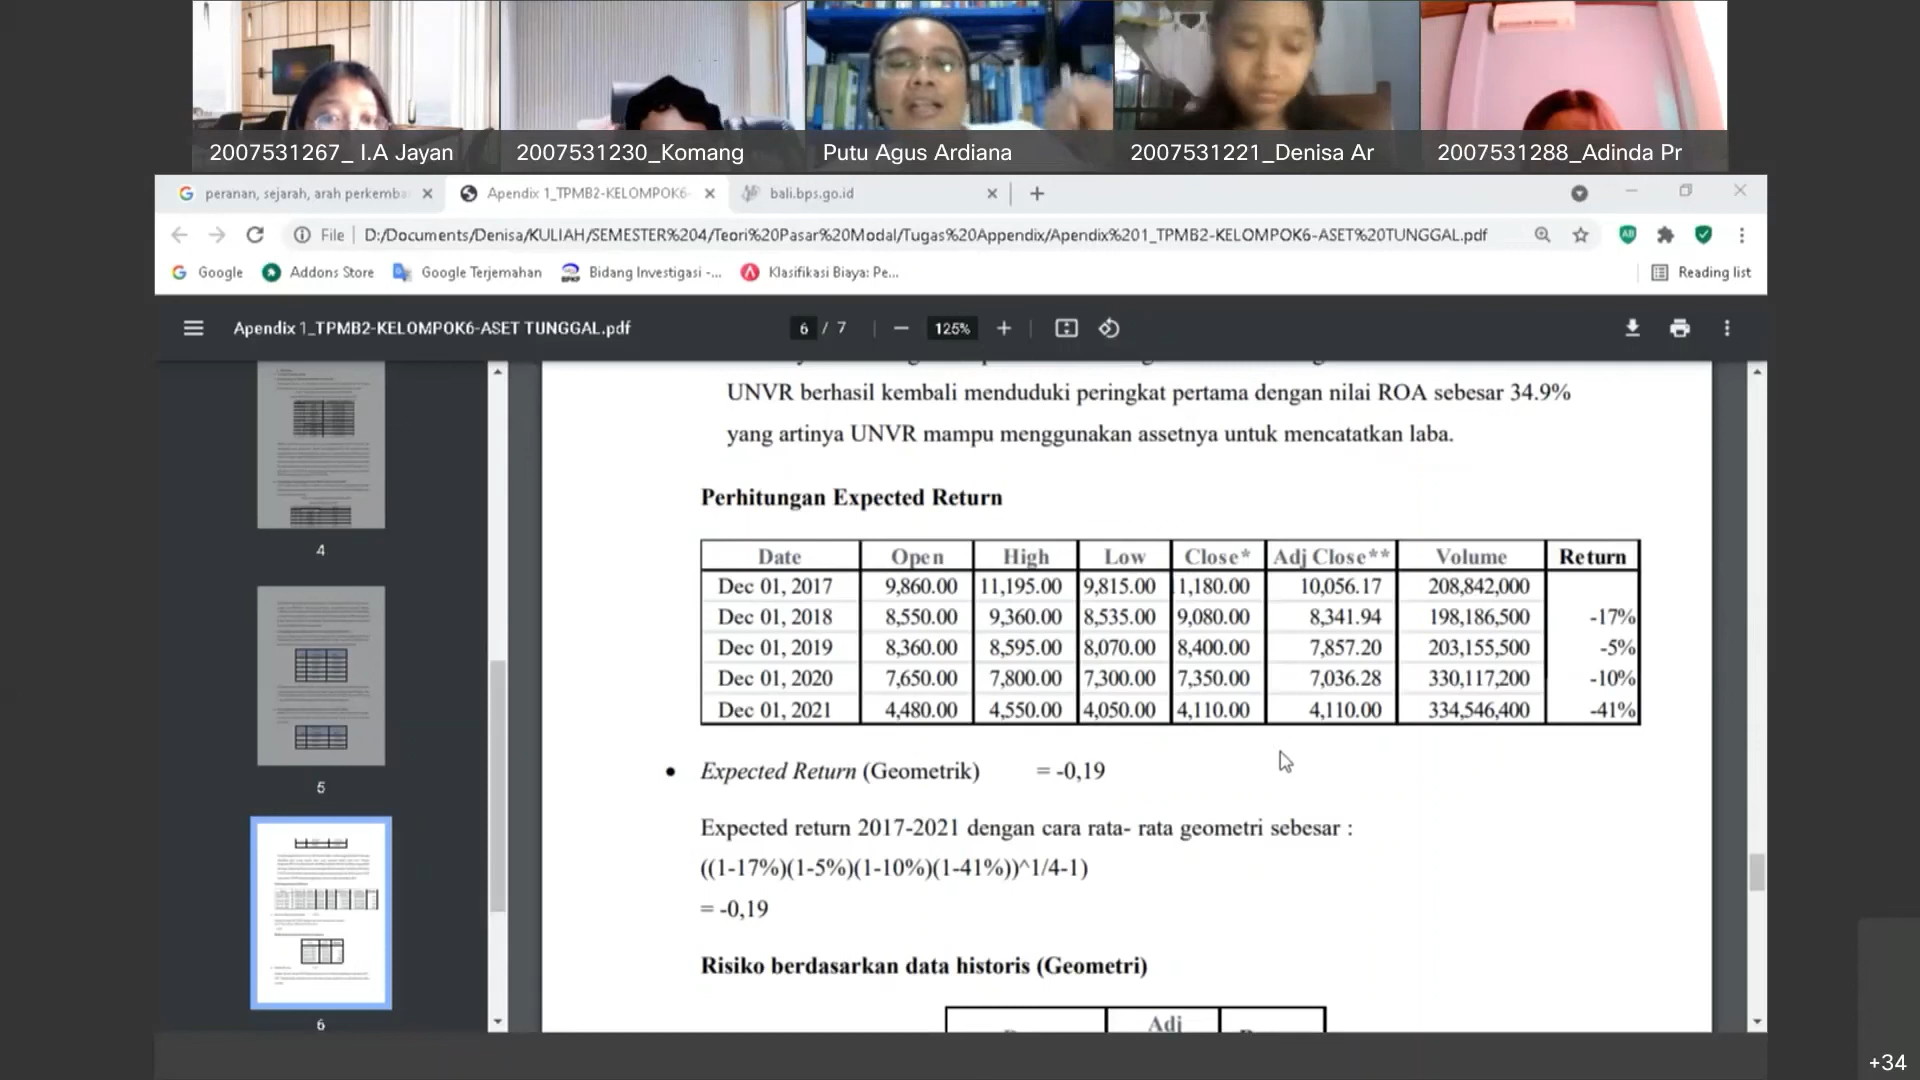 2007531267_ I.A Jayan
2007531230_Komang
Putu Agus Ardiana
2007531221_Denisa Ar
2007531288_Adinda Pr
peranan, sejarah, arah perkemba
Apendix 1_TPMB2-KELOMPOK6-
bali.bps.go.id
File
D:/Documents/Denisa/KULIAH/SEMESTER%204/Teori%20Pasar%20Modal/Tugas%20Appendix/Apendix%201_TPMB2-KELOMPOK6-ASET%20TUNGGAL.pdf
Google
Addons Store
Google Terjemahan
Bidang Investigasi -...
Klasifikasi Biaya: Pe...
Reading list
Apendix 1_TPMB2-KELOMPOK6-ASET TUNGGAL.pdf
6 / 7
125%
4
5
6
UNVR berhasil kembali menduduki peringkat pertama dengan nilai ROA sebesar 34.9%
yang artinya UNVR mampu menggunakan assetnya untuk mencatatkan laba.
Perhitungan Expected Return
Date Open High Low Close* Adj Close** Volume Return
Dec 01, 2017 9,860.00 11,195.00 9,815.00 1,180.00 10,056.17 208,842,000
Dec 01, 2018 8,550.00 9,360.00 8,535.00 9,080.00 8,341.94 198,186,500 -17%
Dec 01, 2019 8,360.00 8,595.00 8,070.00 8,400.00 7,857.20 203,155,500 -5%
Dec 01, 2020 7,650.00 7,800.00 7,300.00 7,350.00 7,036.28 330,117,200 -10%
Dec 01, 2021 4,480.00 4,550.00 4,050.00 4,110.00 4,110.00 334,546,400 -41%
• Expected Return (Geometrik) = -0,19
Expected return 2017-2021 dengan cara rata- rata geometri sebesar :
((1-17%)(1-5%)(1-10%)(1-41%))^1/4-1)
= -0,19
Risiko berdasarkan data historis (Geometri)
Adj
+34